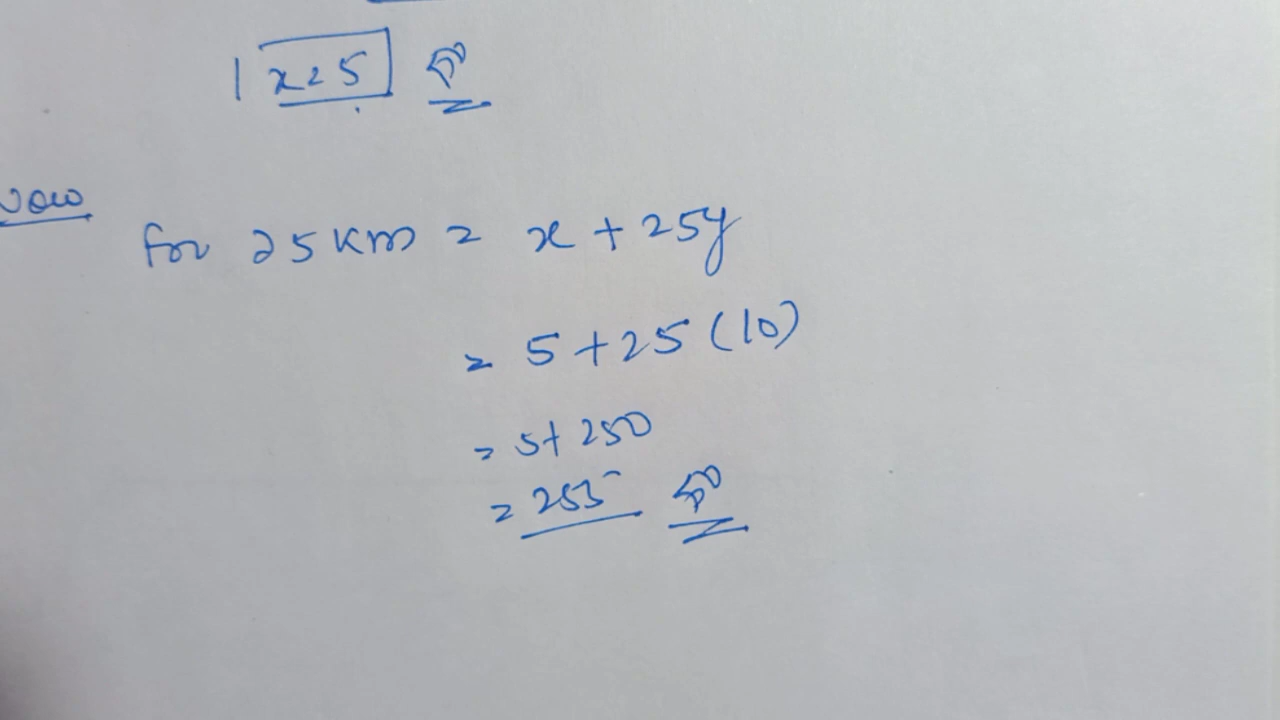 x = 5
Now
for 25 km = x + 25y
= 5 + 25 (10)
= 5 + 250
= 255